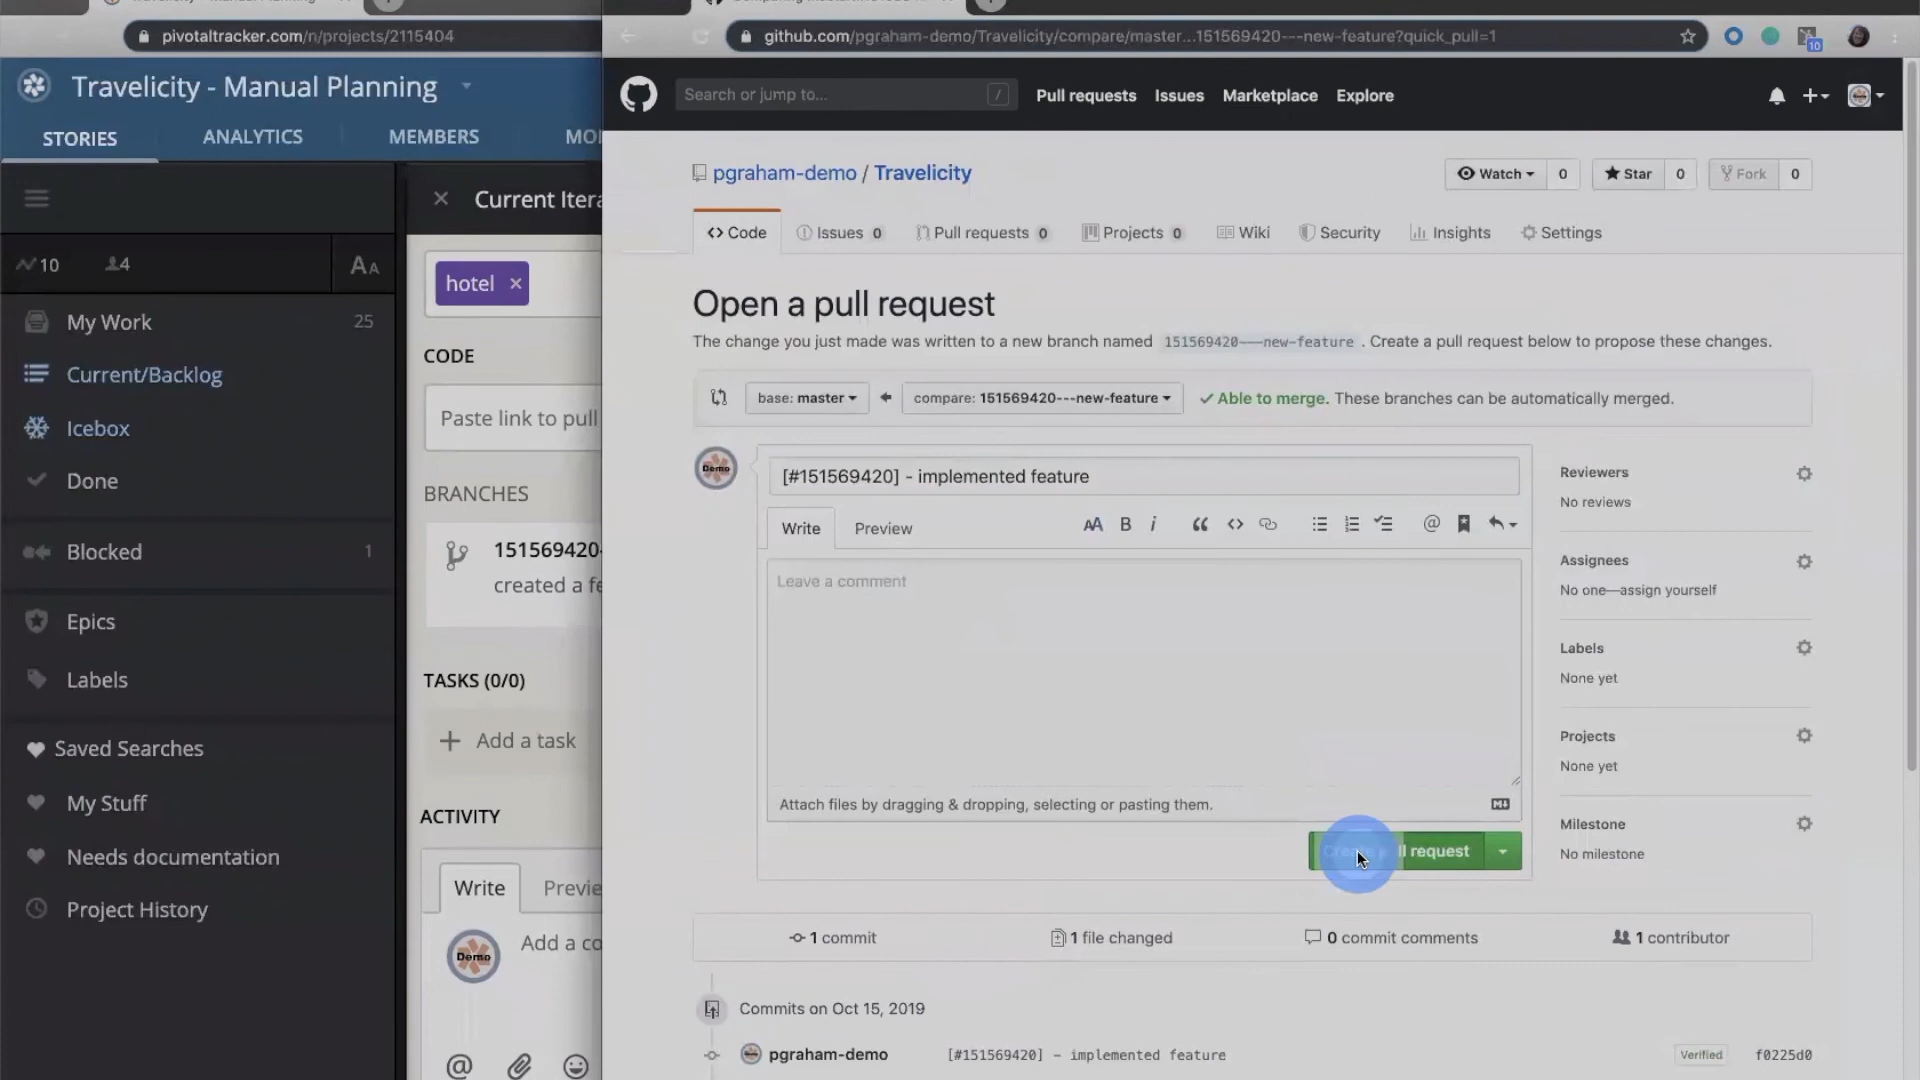 pivotaltracker.com/n/projects/2115404
Travelicity - Manual Planning
STORIES
ANALYTICS
MEMBERS
Current Itera
10
4
AA
My Work
25
Current/Backlog
Icebox
Done
Blocked
1
Epics
Labels
Saved Searches
My Stuff
Needs documentation
Project History
hotel ×
CODE
Paste link to pull
BRANCHES
151569420-
created a fe
TASKS (0/0)
+ Add a task
ACTIVITY
Write
Previe
Demo
Add a co
@
github.com/pgraham-demo/Travelicity/compare/master...151569420---new-feature?quick_pull=1
10
Search or jump to...
/
Pull requests
Issues
Marketplace
Explore
pgraham-demo / Travelicity
Watch
0
Star
0
Fork
0
<> Code
Issues 0
Pull requests 0
Projects 0
Wiki
Security
Insights
Settings
Open a pull request
The change you just made was written to a new branch named 151569420---new-feature . Create a pull request below to propose these changes.
base: master
compare: 151569420---new-feature
Able to merge. These branches can be automatically merged.
Demo
[#151569420] - implemented feature
Write
Preview
AA B i
@
Leave a comment
Attach files by dragging & dropping, selecting or pasting them.
Create pull request
Reviewers
No reviews
Assignees
No one—assign yourself
Labels
None yet
Projects
None yet
Milestone
No milestone
1 commit
1 file changed
0 commit comments
1 contributor
Commits on Oct 15, 2019
pgraham-demo
[#151569420] - implemented feature
Verified
f0225d0